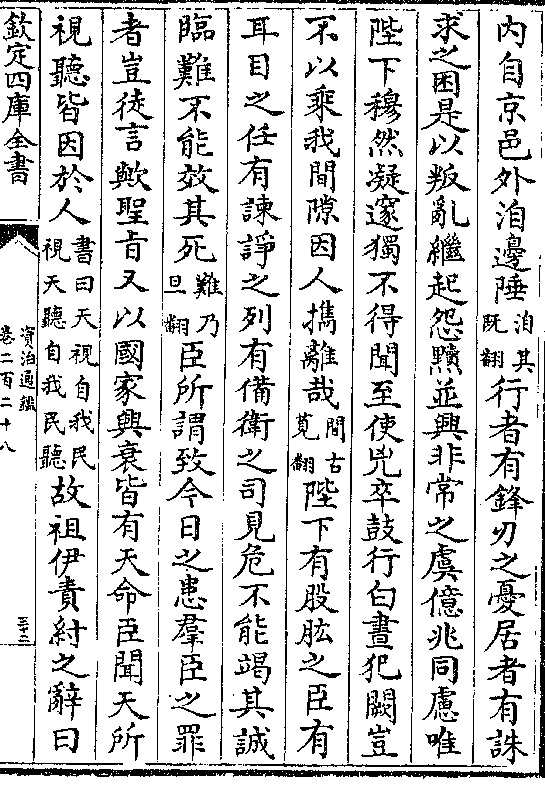 内自京邑外洎邊陲洎其既翻行者有鋒刃之憂居者有誅
求之困是以叛亂繼起怨讟並興非常之虞億兆同慮唯
陛下穆然凝邃獨不得聞至使兇卒鼓行白晝犯闕豈
不以乘我間隙因人攜離哉間古莧翻陛下有股肱之臣有
耳目之任有諫諍之列有備衛之司見危不能竭其誠
臨難不能效其死難乃旦翻臣所謂致今日之患羣臣之罪
者豈徒言歟聖旨又以國家興衰皆有天命臣聞天所
視聽皆因於人書曰天視自我民視天聽自我民聽故祖伊責紂之辭曰
欽定四庫全書
資治通鑑
卷二百二十八
三十三